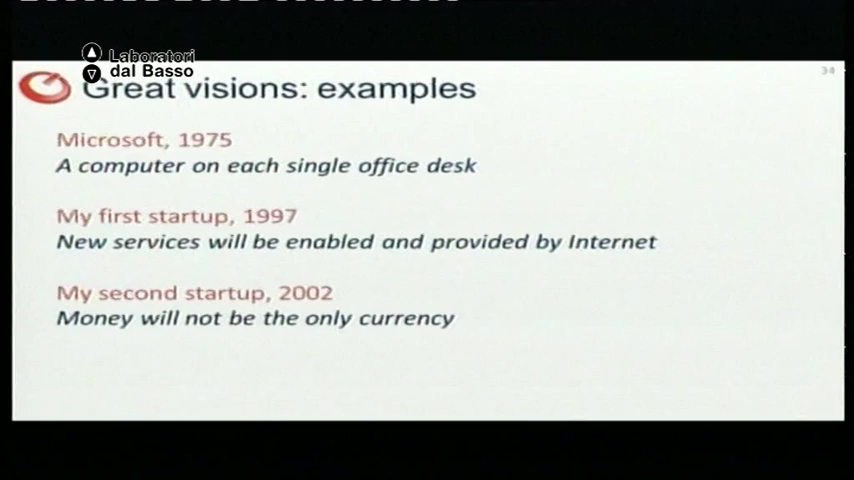 Laboratori
dal Basso
34
Great visions: examples
Microsoft, 1975
A computer on each single office desk
My first startup, 1997
New services will be enabled and provided by Internet
My second startup, 2002
Money will not be the only currency